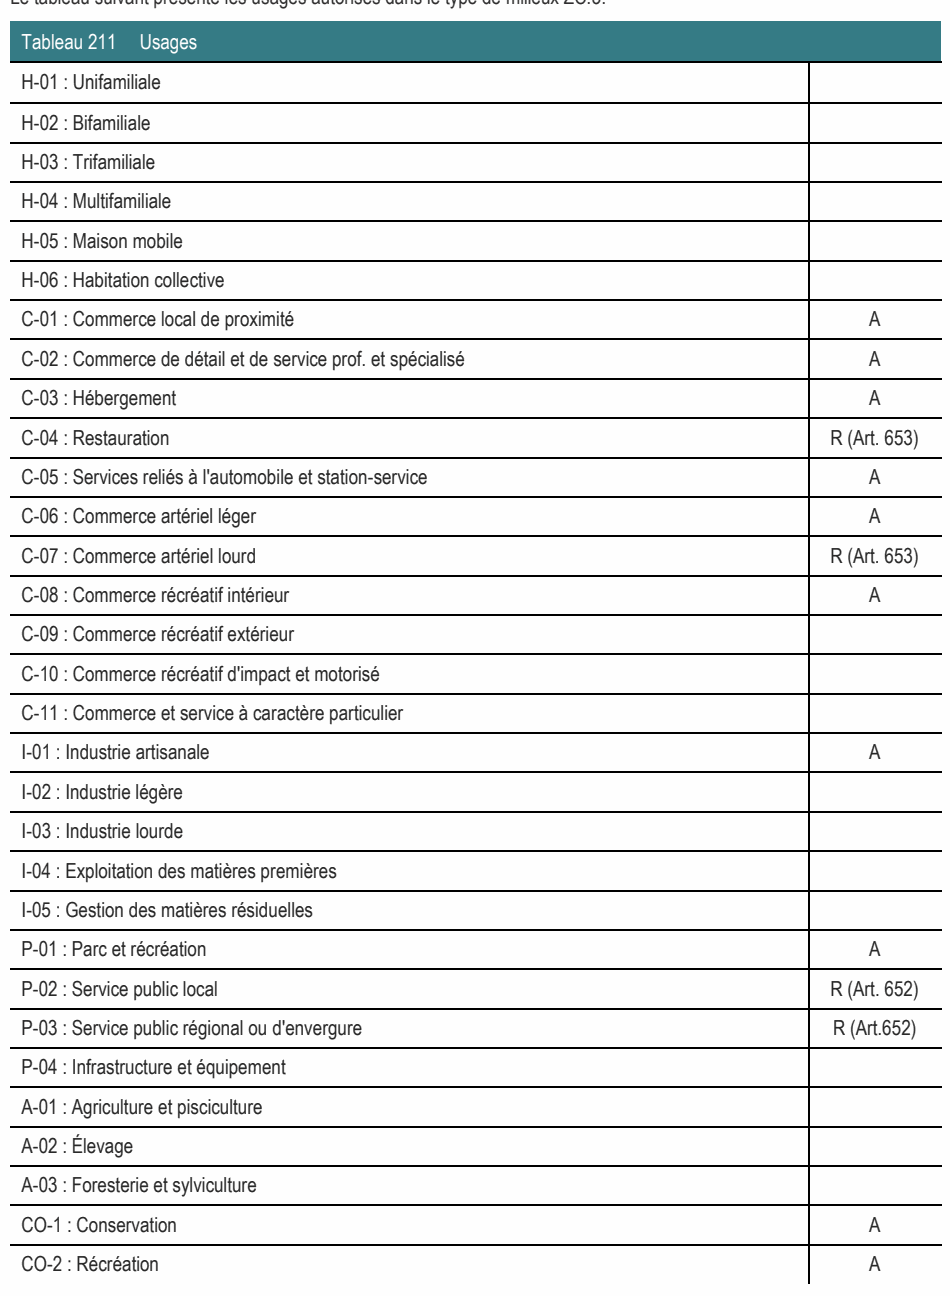 Le tableau suivant présente les usages autorisés dans le type de milieux
Tableau 211 Usages
H-01 : Unifamiliale
H-02 : Bifamiliale
H-03 : Trifamiliale
H-04 : Multifamiliale
H-05 : Maison mobile
H-06 : Habitation collective
C-01 : Commerce local de proximité A
C-02 : Commerce de détail et de service prof. et spécialisé A
C-03 : Hébergement A
C-04 : Restauration R (Art. 653)
C-05 : Services reliés à l'automobile et station-service A
C-06 : Commerce artériel léger A
C-07 : Commerce artériel lourd R (Art. 653)
C-08 : Commerce récréatif intérieur A
C-09 : Commerce récréatif extérieur
C-10 : Commerce récréatif d'impact et motorisé
C-11 : Commerce et service à caractère particulier
I-01 : Industrie artisanale A
I-02 : Industrie légère
I-03 : Industrie lourde
I-04 : Exploitation des matières premières
I-05 : Gestion des matières résiduelles
P-01 : Parc et récréation A
P-02 : Service public local R (Art. 652)
P-03 : Service public régional ou d'envergure R (Art.652)
P-04 : Infrastructure et équipement
A-01 : Agriculture et pisciculture
A-02 : Élevage
A-03 : Foresterie et sylviculture
CO-1 : Conservation A
CO-2 : Récréation A